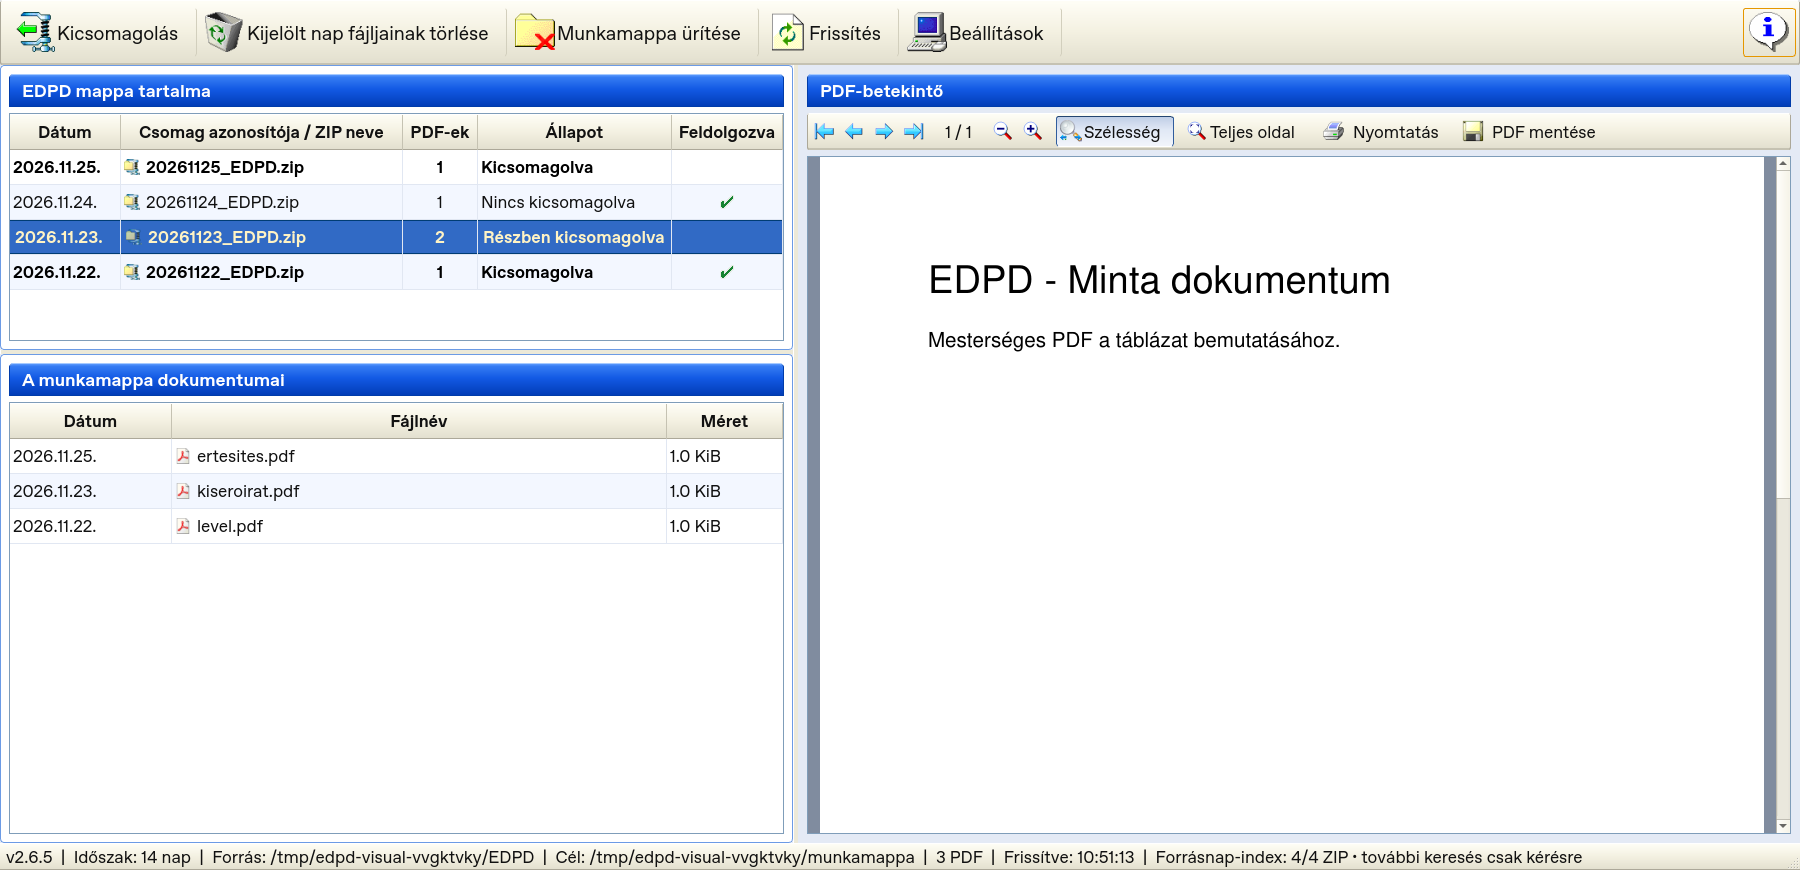 Kicsomagolás
Kijelölt nap fájljainak törlése
Munkamappa ürítése
Frissítés
Beállítások
EDPD mappa tartalma
Dátum Csomag azonosítója / ZIP neve PDF-ek Állapot Feldolgozva
2026.11.25. 20261125_EDPD.zip 1 Kicsomagolva
2026.11.24. 20261124_EDPD.zip 1 Nincs kicsomagolva ✓
2026.11.23. 20261123_EDPD.zip 2 Részben kicsomagolva
2026.11.22. 20261122_EDPD.zip 1 Kicsomagolva ✓
A munkamappa dokumentumai
Dátum Fájlnév Méret
2026.11.25. ertesites.pdf 1.0 KiB
2026.11.23. kiseroirat.pdf 1.0 KiB
2026.11.22. level.pdf 1.0 KiB
PDF-betekintő
1 / 1 Szélesség Teljes oldal Nyomtatás PDF mentése
EDPD - Minta dokumentum
Mesterséges PDF a táblázat bemutatásához.
v2.6.5 | Időszak: 14 nap | Forrás: /tmp/edpd-visual-vvgktvky/EDPD | Cél: /tmp/edpd-visual-vvgktvky/munkamappa | 3 PDF | Frissítve: 10:51:13 | Forrásnap-index: 4/4 ZIP • további keresés csak kérésre